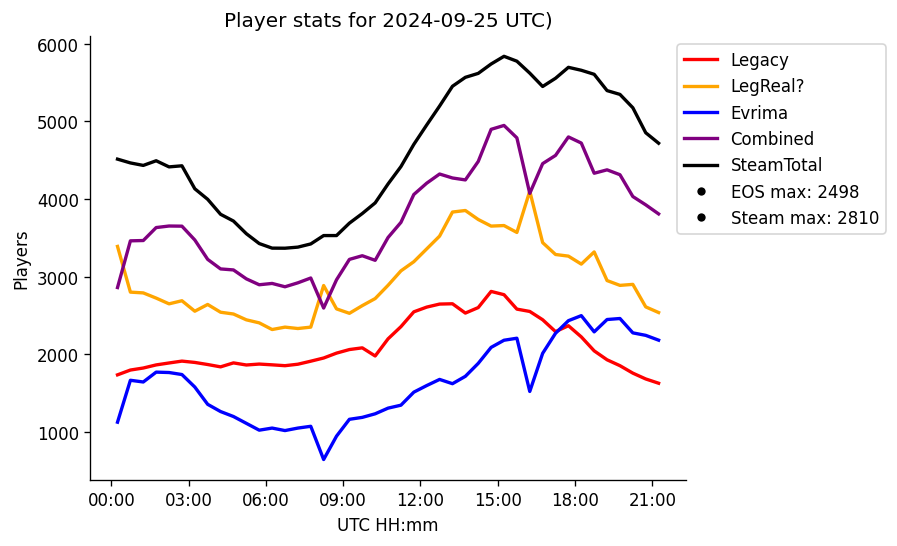 Player stats for 2024-09-25 UTC)
6000
5000
4000
3000
2000
1000
Players
00:00 03:00 06:00 09:00 12:00 15:00 18:00 21:00
UTC HH:mm
Legacy
LegReal?
Evrima
Combined
SteamTotal
EOS max: 2498
Steam max: 2810